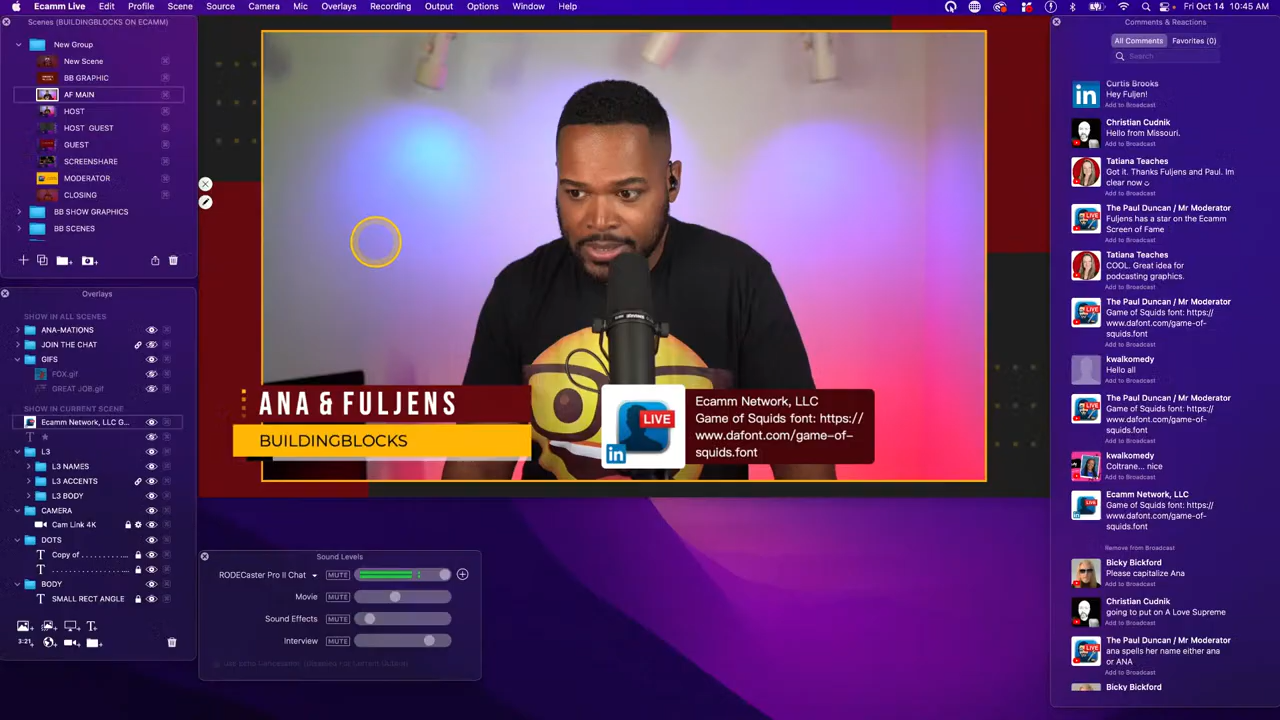 Ecamm Live Edit Profile Scene Source Camera Mic Overlays Recording Output Options Window Help Fri Oct 14 10:45 AM
Scenes (BUILDINGBLOCKS ON ECAMM)
New Group
New Scene
BB GRAPHIC
AF MAIN
HOST
HOST GUEST
GUEST
SCREENSHARE
MODERATOR
CLOSING
BB SHOW GRAPHICS
BB SCENES
Overlays
SHOW IN ALL SCENES
ANA-MATIONS
JOIN THE CHAT
GIFS
FOX.gif
GREAT JOB.gif
SHOW IN CURRENT SCENE
Ecamm Network, LLC G...
L3
L3 NAMES
L3 ACCENTS
L3 BODY
CAMERA
Cam Link 4K
DOTS
Copy of . . . . . . . . ....
. . . . . . . . . . . . . . . . ....
BODY
SMALL RECT ANGLE
3:21
ANA & FULJENS
BUILDINGBLOCKS
LIVE
in
Ecamm Network, LLC
Game of Squids font: https://
www.dafont.com/game-of-
squids.font
Sound Levels
RODECaster Pro II Chat MUTE
Movie MUTE
Sound Effects MUTE
Interview MUTE
Comments & Reactions
All Comments Favorites (0)
Search
in
Curtis Brooks
Hey Fuljen!
Add to Broadcast
Christian Cudnik
Hello from Missouri.
Add to Broadcast
Tatiana Teaches
Got it. Thanks Fuljens and Paul. Im
clear now ت
Add to Broadcast
The Paul Duncan / Mr Moderator
Fuljens has a star on the Ecamm
Screen of Fame
Add to Broadcast
Tatiana Teaches
COOL. Great idea for
podcasting graphics.
Add to Broadcast
The Paul Duncan / Mr Moderator
Game of Squids font: https://
www.dafont.com/game-of-
squids.font
Add to Broadcast
kwalkomedy
Hello all
Add to Broadcast
The Paul Duncan / Mr Moderator
Game of Squids font: https://
www.dafont.com/game-of-
squids.font
Add to Broadcast
kwalkomedy
Coltrane... nice
Add to Broadcast
Ecamm Network, LLC
Game of Squids font: https://
www.dafont.com/game-of-
squids.font
Remove from Broadcast
Bicky Bickford
Please capitalize Ana
Add to Broadcast
Christian Cudnik
going to put on A Love Supreme
Add to Broadcast
The Paul Duncan / Mr Moderator
ana spells her name either ana
or ANA
Add to Broadcast
Bicky Bickford